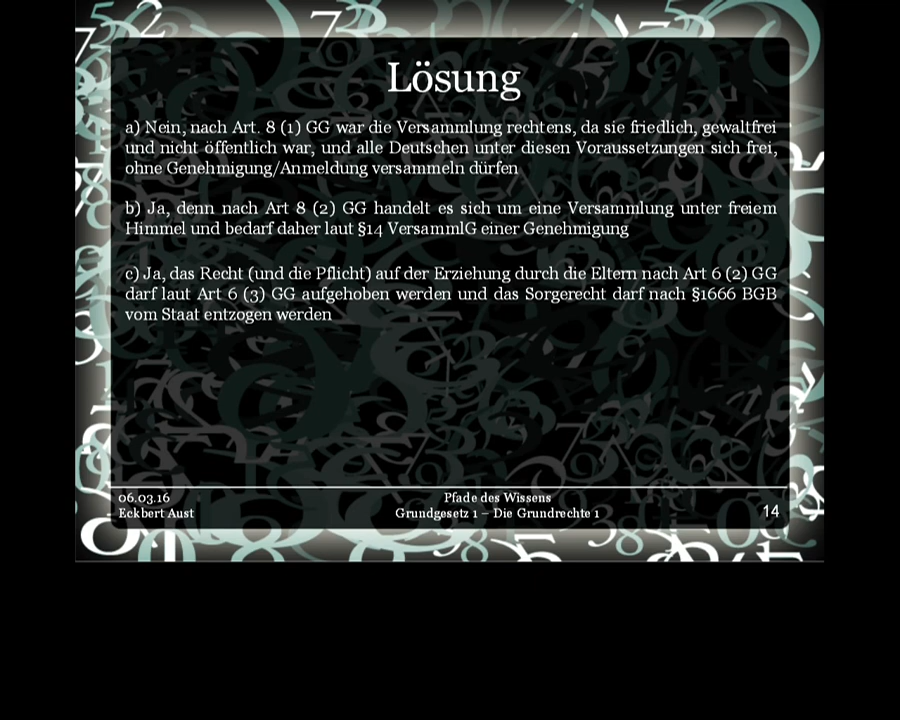 Lösung
a) Nein, nach Art. 8 (1) GG war die Versammlung rechtens, da sie friedlich, gewaltfrei
und nicht öffentlich war, und alle Deutschen unter diesen Voraussetzungen sich frei,
ohne Genehmigung/Anmeldung versammeln dürfen
b) Ja, denn nach Art 8 (2) GG handelt es sich um eine Versammlung unter freiem
Himmel und bedarf daher laut §14 VersammlG einer Genehmigung
c) Ja, das Recht (und die Pflicht) auf der Erziehung durch die Eltern nach Art 6 (2) GG
darf laut Art 6 (3) GG aufgehoben werden und das Sorgerecht darf nach §1666 BGB
vom Staat entzogen werden
06.03.16
Eckbert Aust
Pfade des Wissens
Grundgesetz 1 – Die Grundrechte 1
14